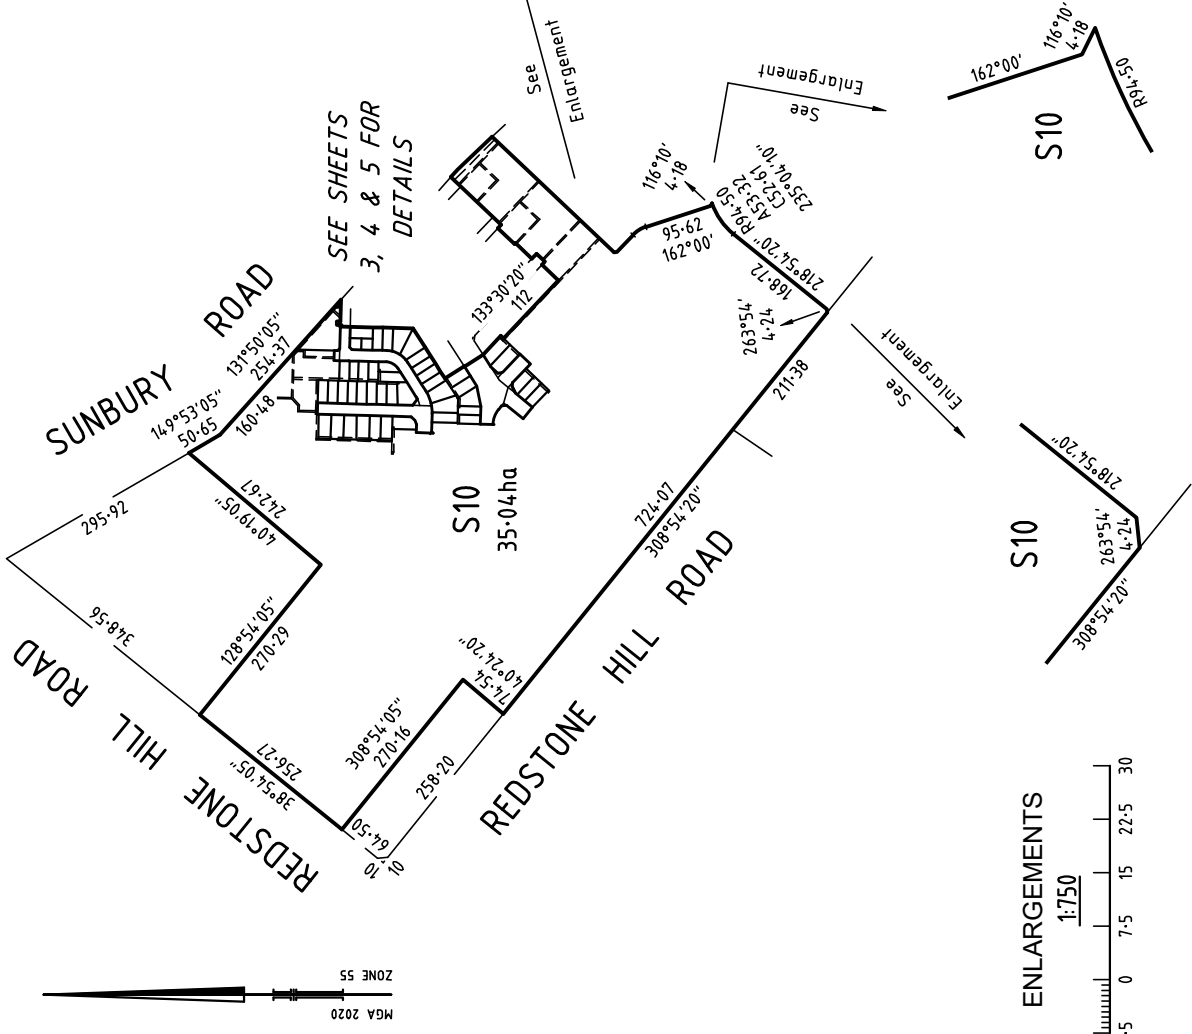 See
Enlargement
116°10'
4·18
162°00'
R94·50
S10
See
Enlargement
SEE SHEETS
3, 4 & 5 FOR
DETAILS
116°10'
4·18
R94·50
A53·32
(52·61
235°04'10"
95·62
162°00'
218°54'20"
168·72
263°54'
4·24
SUNBURY ROAD
131°50'05"
254·37
133°30'20"
112
149°53'05"
50·65
160·48
See
Enlargement
211·38
295·92
242·67
40°19'05"
S10
35·04ha
218°54'20"
263°54'
4·24
308°54'20"
S10
724·07
308°54'20"
348·56
128°54'05"
270·29
REDSTONE HILL ROAD
74·54
40°24'20"
308°54'05"
270·16
REDSTONE HILL ROAD
256·27
38°54'05"
258·20
64·50
10
10
MGA 2020
ZONE 55
ENLARGEMENTS
1:750
0
7·5
15
22·5
30